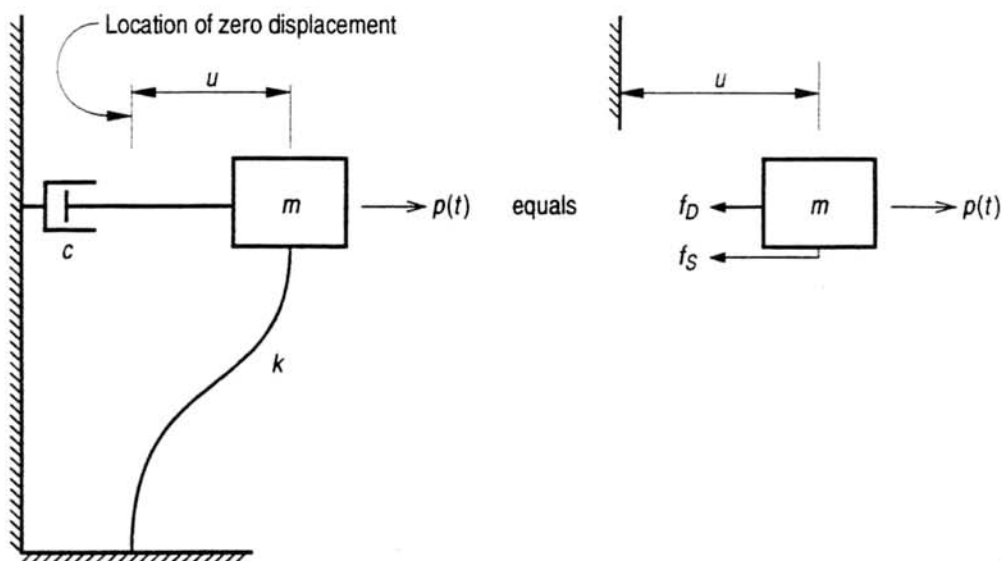 Location of zero displacement
u
m
p(t)
c
k
equals
u
f_D
m
p(t)
f_S